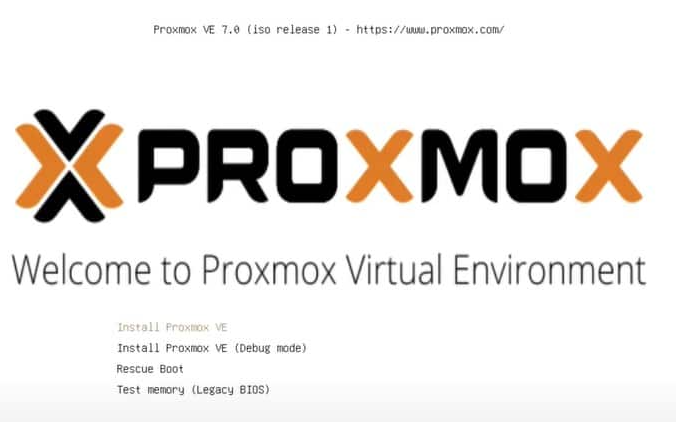 Proxmox VE 7.0 (iso release 1) - https://www.proxmox.com/
PROXMOX
Welcome to Proxmox Virtual Environment
Install Proxmox VE
Install Proxmox VE (Debug mode)
Rescue Boot
Test memory (Legacy BIOS)